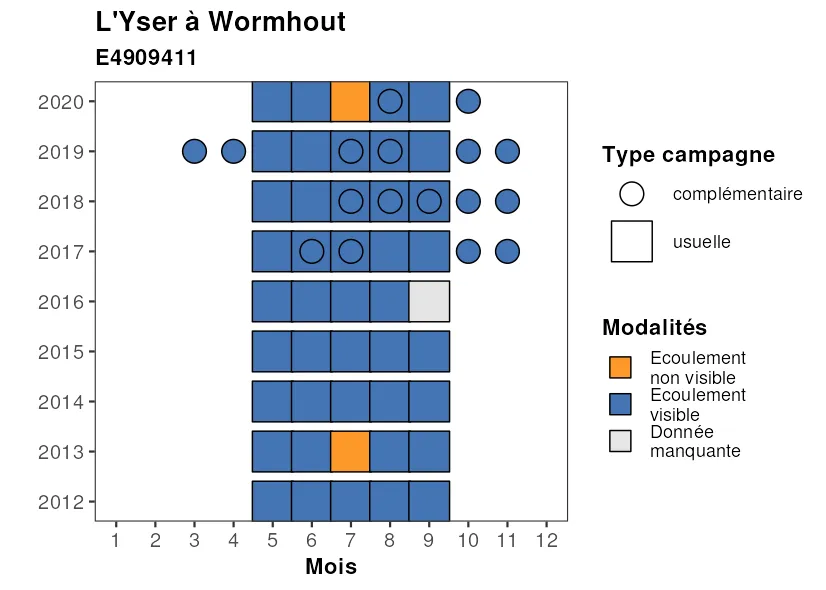 L'Yser à Wormhout
E4909411
2020
2019
2018
2017
2016
2015
2014
2013
2012
1 2 3 4 5 6 7 8 9 10 11 12
Mois
Type campagne
complémentaire
usuelle
Modalités
Ecoulement
non visible
Ecoulement
visible
Donnée
manquante